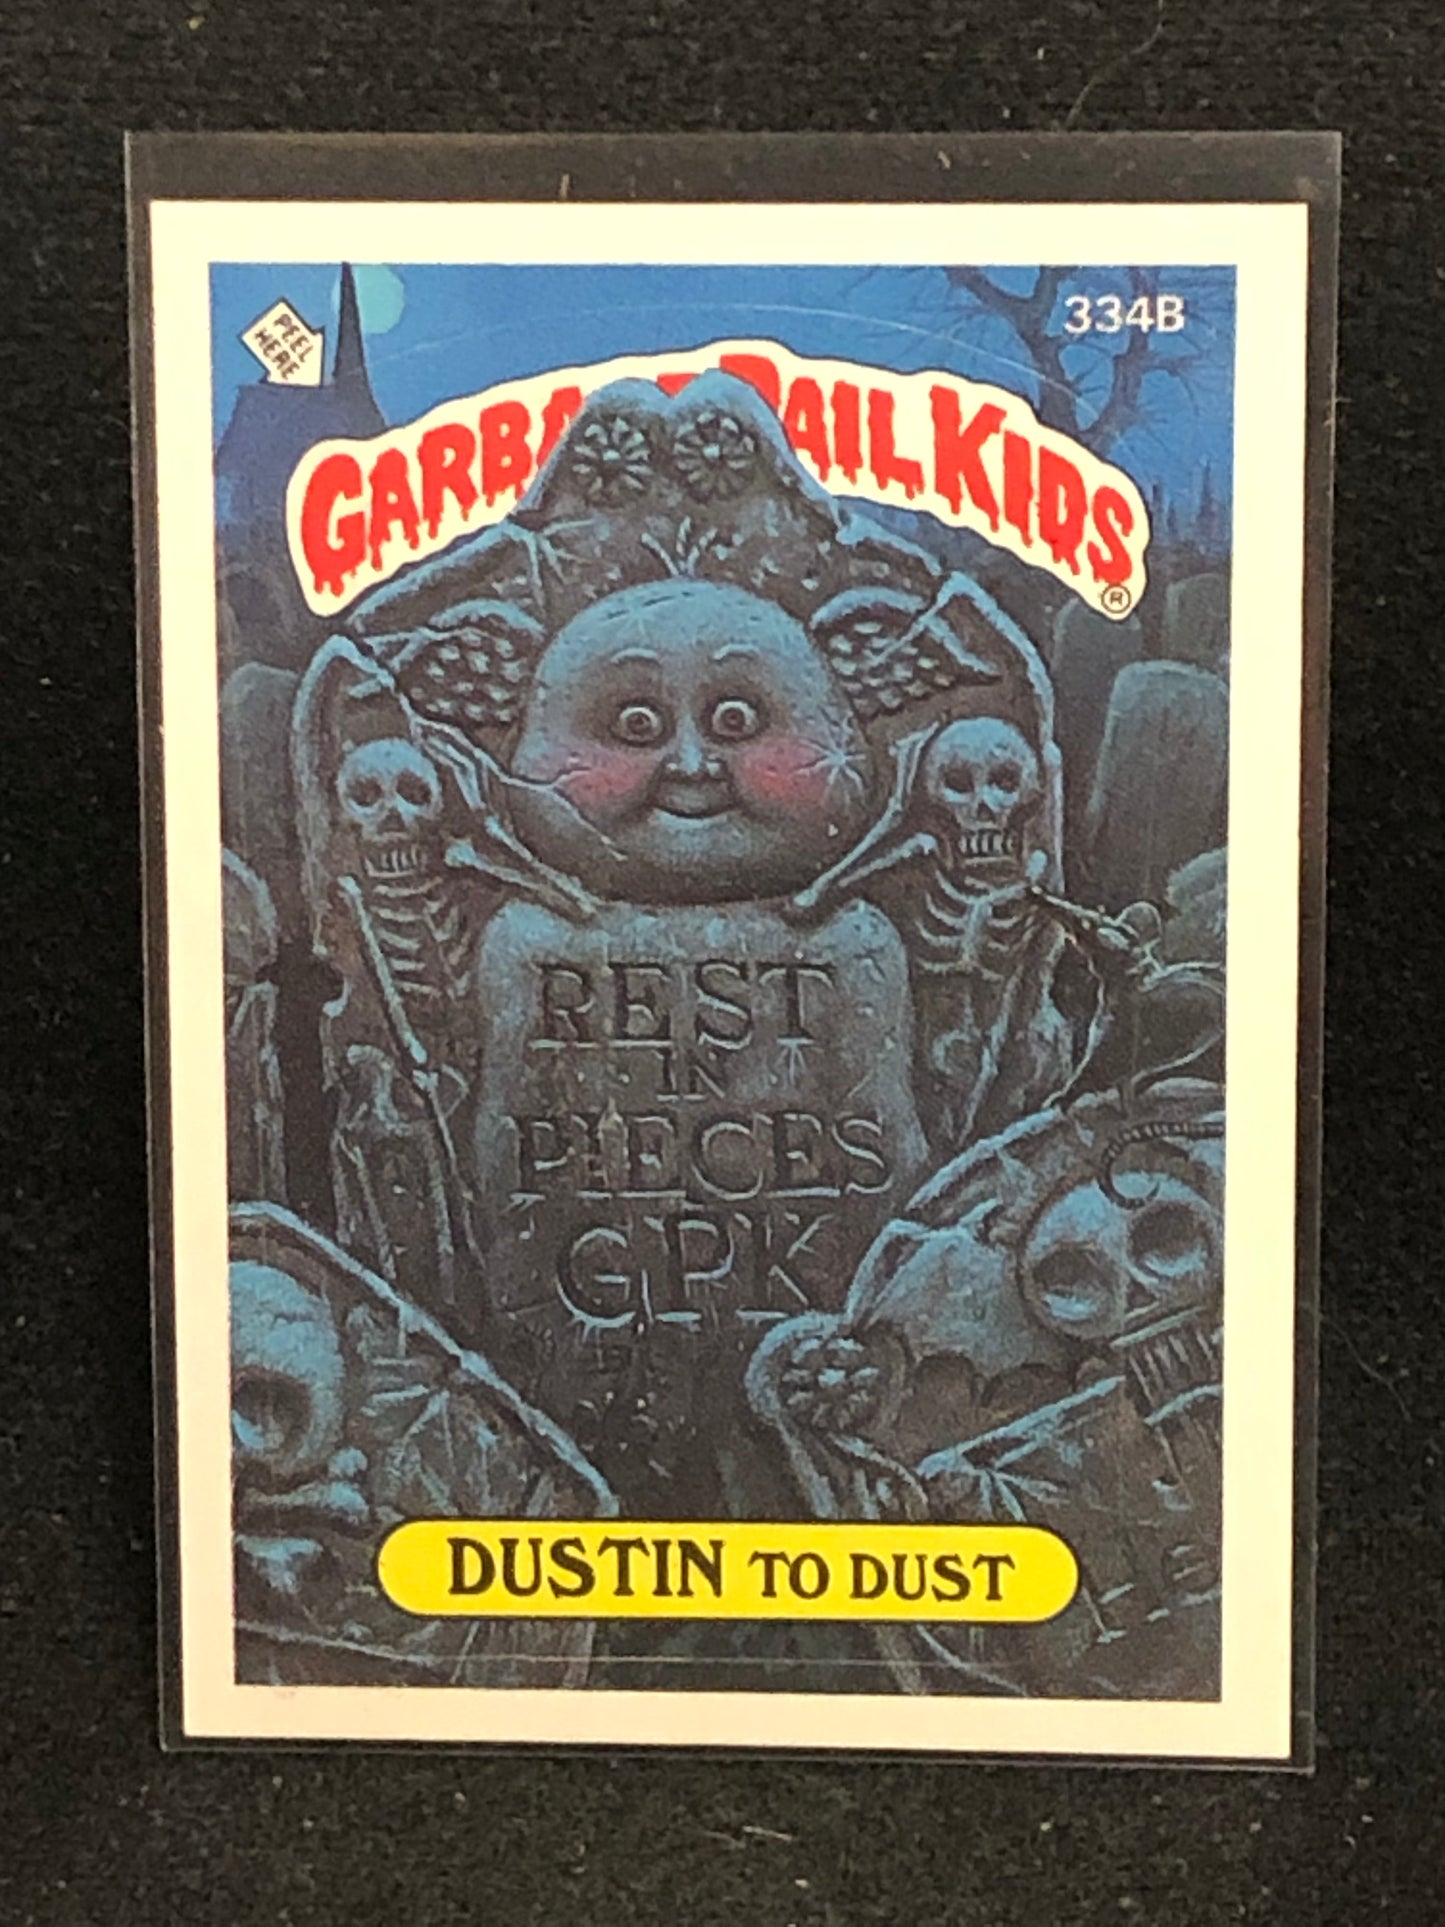 PEEL
HERE
334B
GARBA PAIL KIDS
®
REST
IN
PIECES
GPK
DUSTIN TO DUST